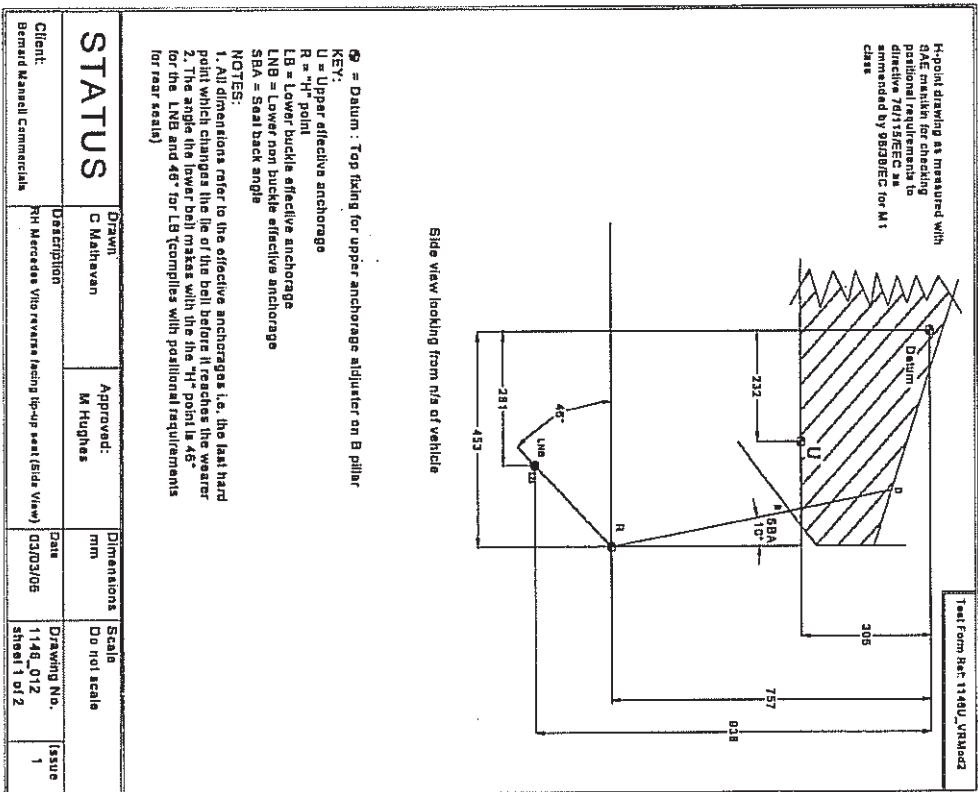 Test Form Ref: 1146U_VRMod2
H-point drawing as measured with
SAE manikin for checking
positional requirements to
directive 76/115/EEC as
ammended by 96/38/EC for M1
class
Datum
U
232
305
757
938
SBA
10°
R
46°
LNB
281
453
Side view looking from n/s of vehicle
= Datum : Top fixing for upper anchorage aldjuster on B pillar
KEY:
U = Upper effective anchorage
R = "H" point
LB = Lower buckle effective anchorage
LNB = Lower non buckle effective anchorage
SBA = Seat back angle
NOTES:
1. All dimensions refer to the effective anchorages i.e. the last hard
point which changes the lie of the belt before it reaches the wearer
2. The angle the lower belt makes with the the "H" point is 46°
for the LNB and 46° for LB (complies with positional requirements
for rear seats)
STATUS
Drawn
C Mathavan
Approved:
M Hughes
Dimensions
mm
Scale
Do not scale
Client:
Bernard Mansell Commercials
Description
RH Mercedes Vito reverse facing tip-up seat (Side View)
Date
03/03/06
Drawing No.
1146_012
sheet 1 of 2
Issue
1